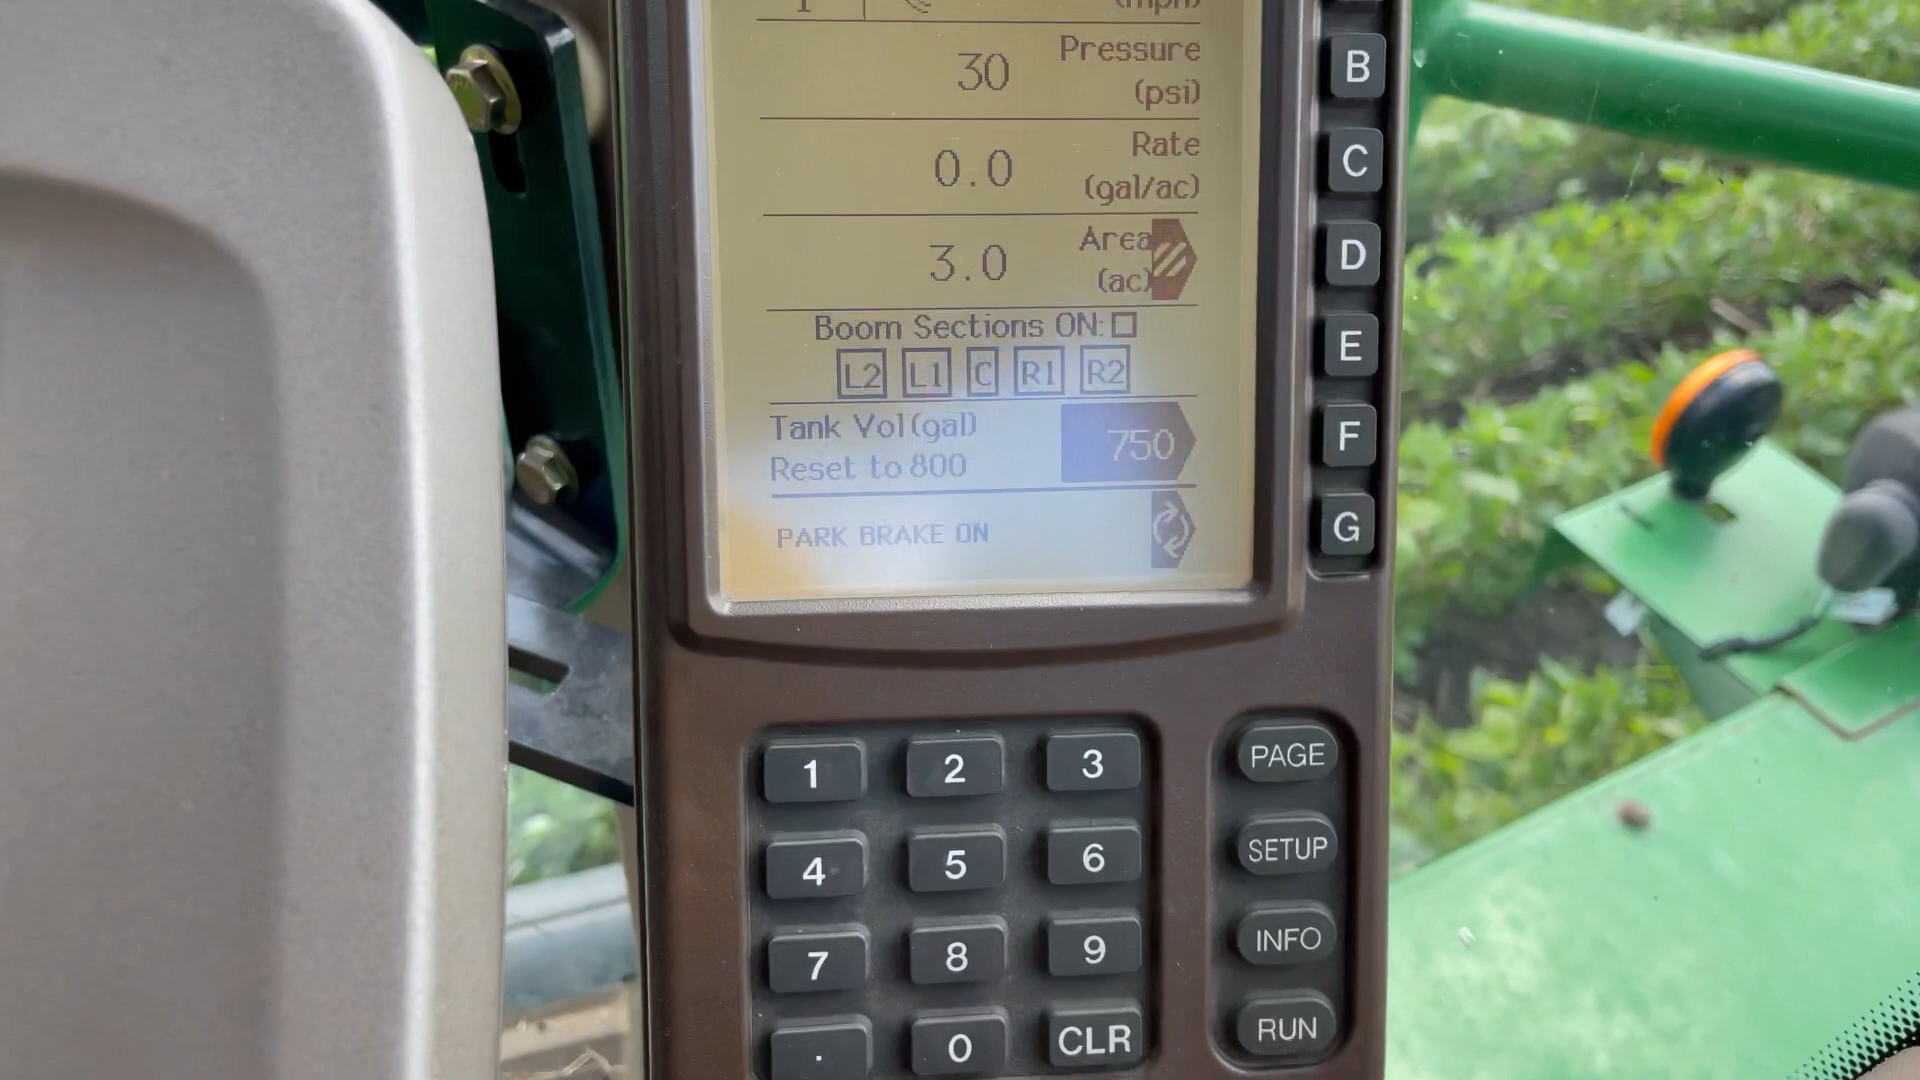 (mph)
30 Pressure
(psi)
0.0 Rate
(gal/ac)
3.0 Area
(ac)
Boom Sections ON:
L2 L1 C R1 R2
Tank Vol(gal)
Reset to 800
750
PARK BRAKE ON
B
C
D
E
F
G
1 2 3
4 5 6
7 8 9
. 0 CLR
PAGE
SETUP
INFO
RUN